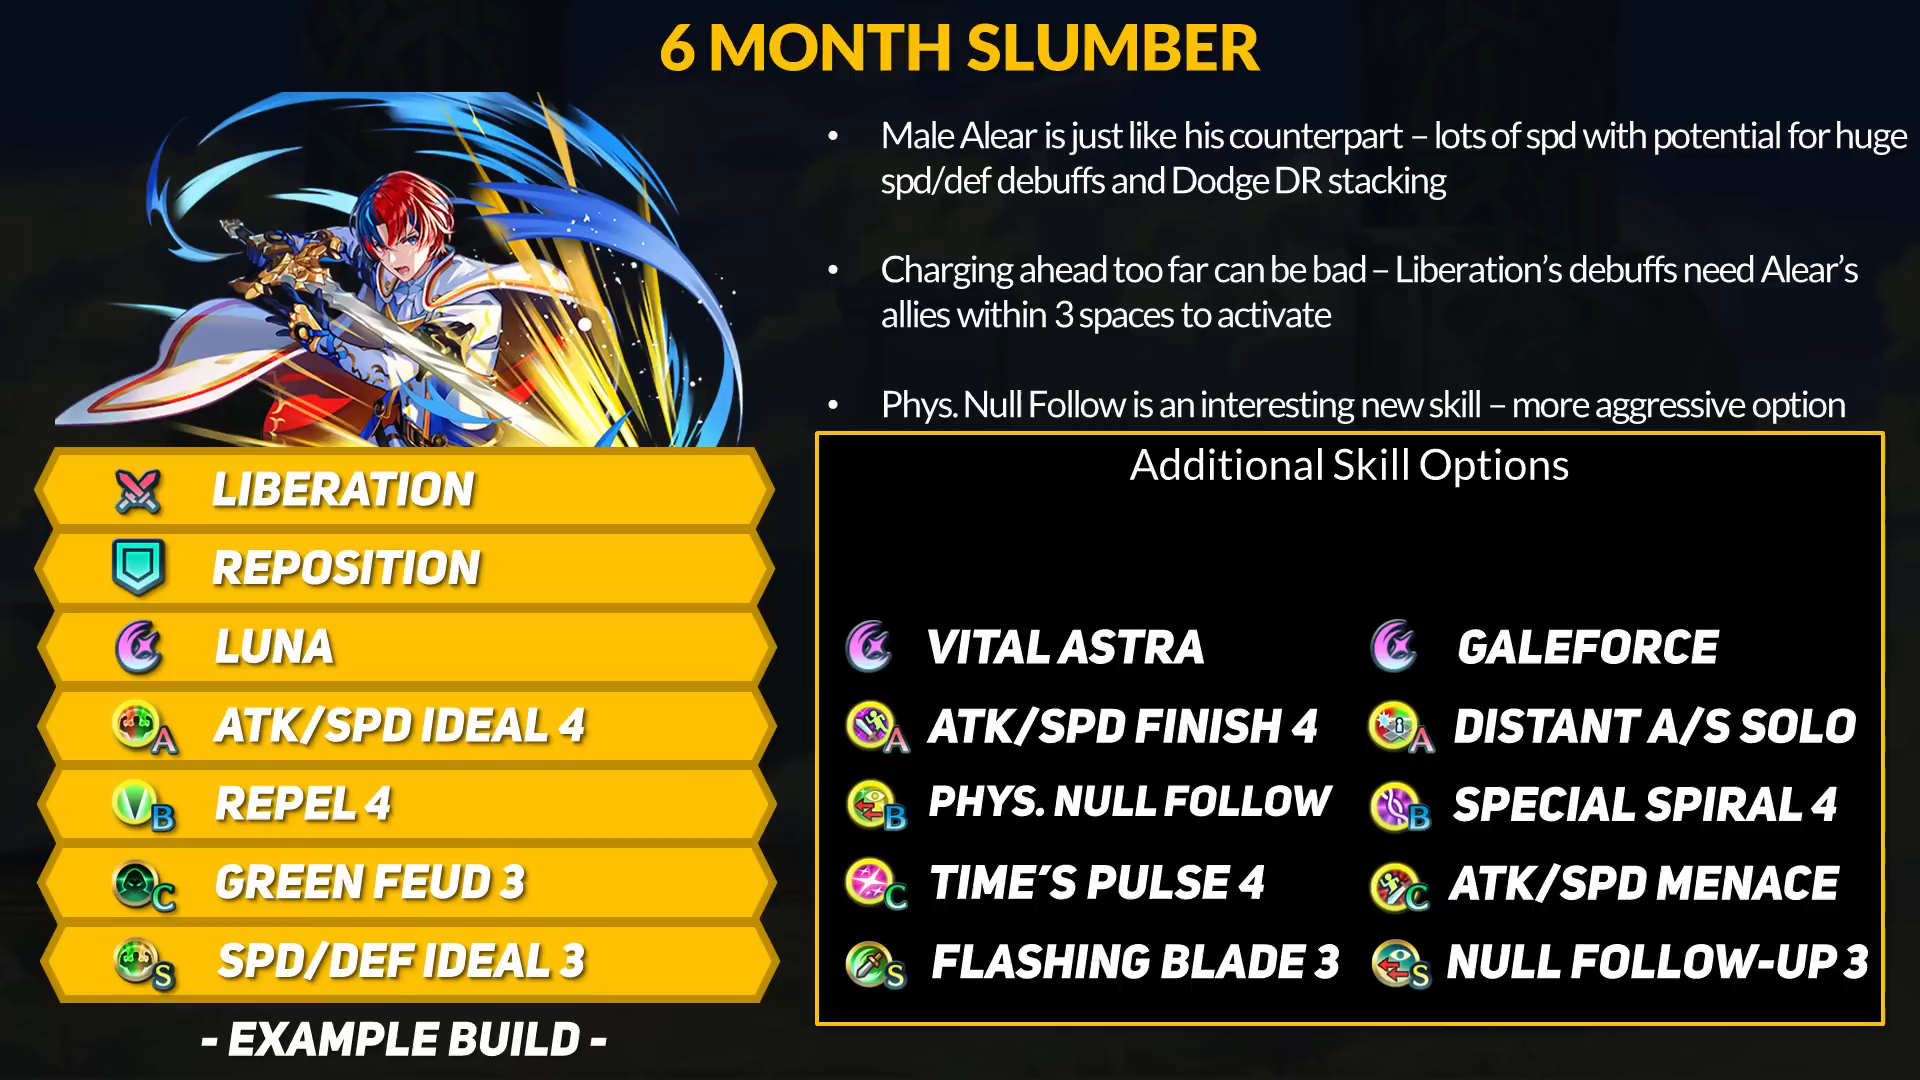 6 MONTH SLUMBER
• Male Alear is just like his counterpart – lots of spd with potential for huge
spd/def debuffs and Dodge DR stacking
• Charging ahead too far can be bad – Liberation’s debuffs need Alear’s
allies within 3 spaces to activate
• Phys. Null Follow is an interesting new skill – more aggressive option
LIBERATION
REPOSITION
LUNA
A ATK/SPD IDEAL 4
B REPEL 4
C GREEN FEUD 3
S SPD/DEF IDEAL 3
- EXAMPLE BUILD -
Additional Skill Options
VITAL ASTRA
GALEFORCE
A ATK/SPD FINISH 4
A DISTANT A/S SOLO
B PHYS. NULL FOLLOW
B SPECIAL SPIRAL 4
C TIME’S PULSE 4
C ATK/SPD MENACE
S FLASHING BLADE 3
S NULL FOLLOW-UP 3